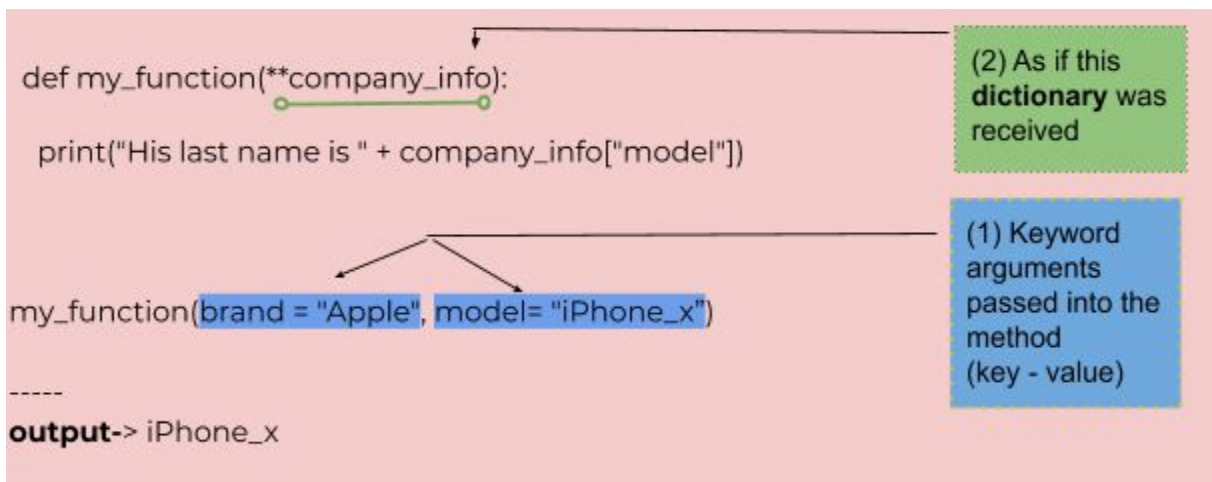 def my_function(**company_info):
print("His last name is " + company_info["model"])
my_function(brand = "Apple", model= "iPhone_x”)
-----
output-> iPhone_x
(2) As if this
dictionary was
received
(1) Keyword
arguments
passed into the
method
(key - value)